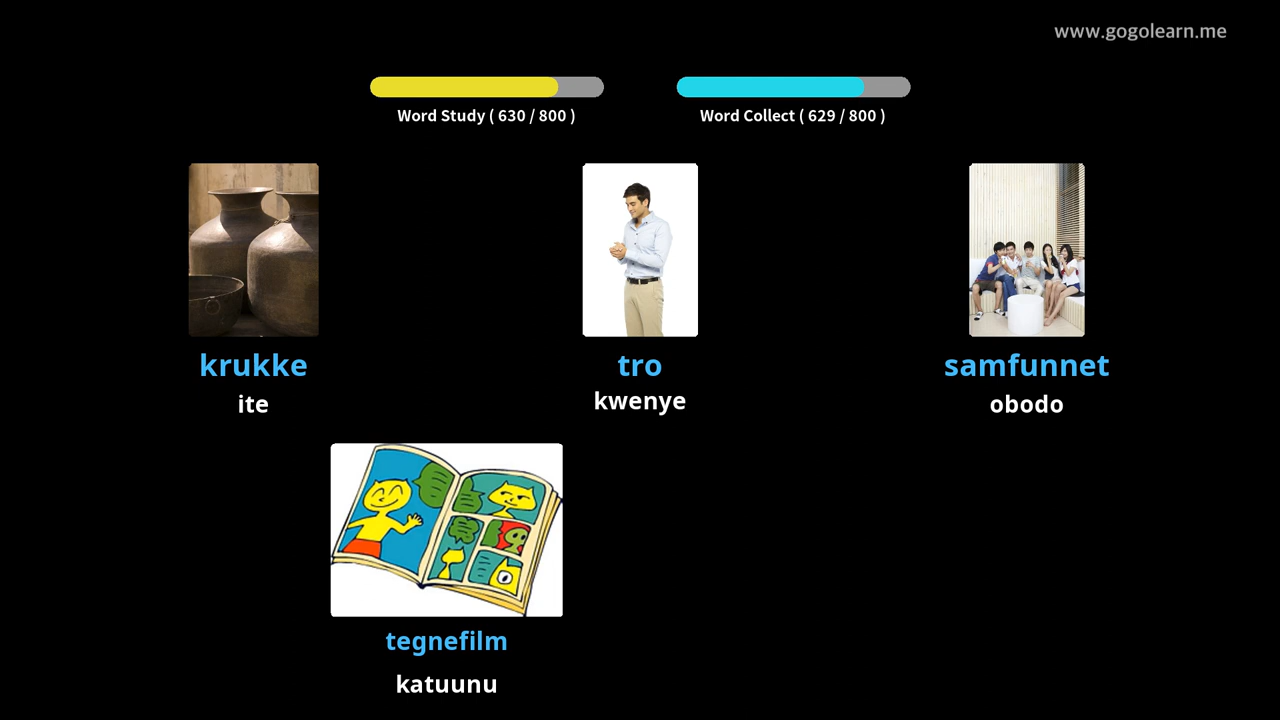 www.gogolearn.me
Word Study ( 630 / 800 )
Word Collect ( 629 / 800 )
krukke
tro
samfunnet
ite
kwenye
obodo
tegnefilm
katuunu